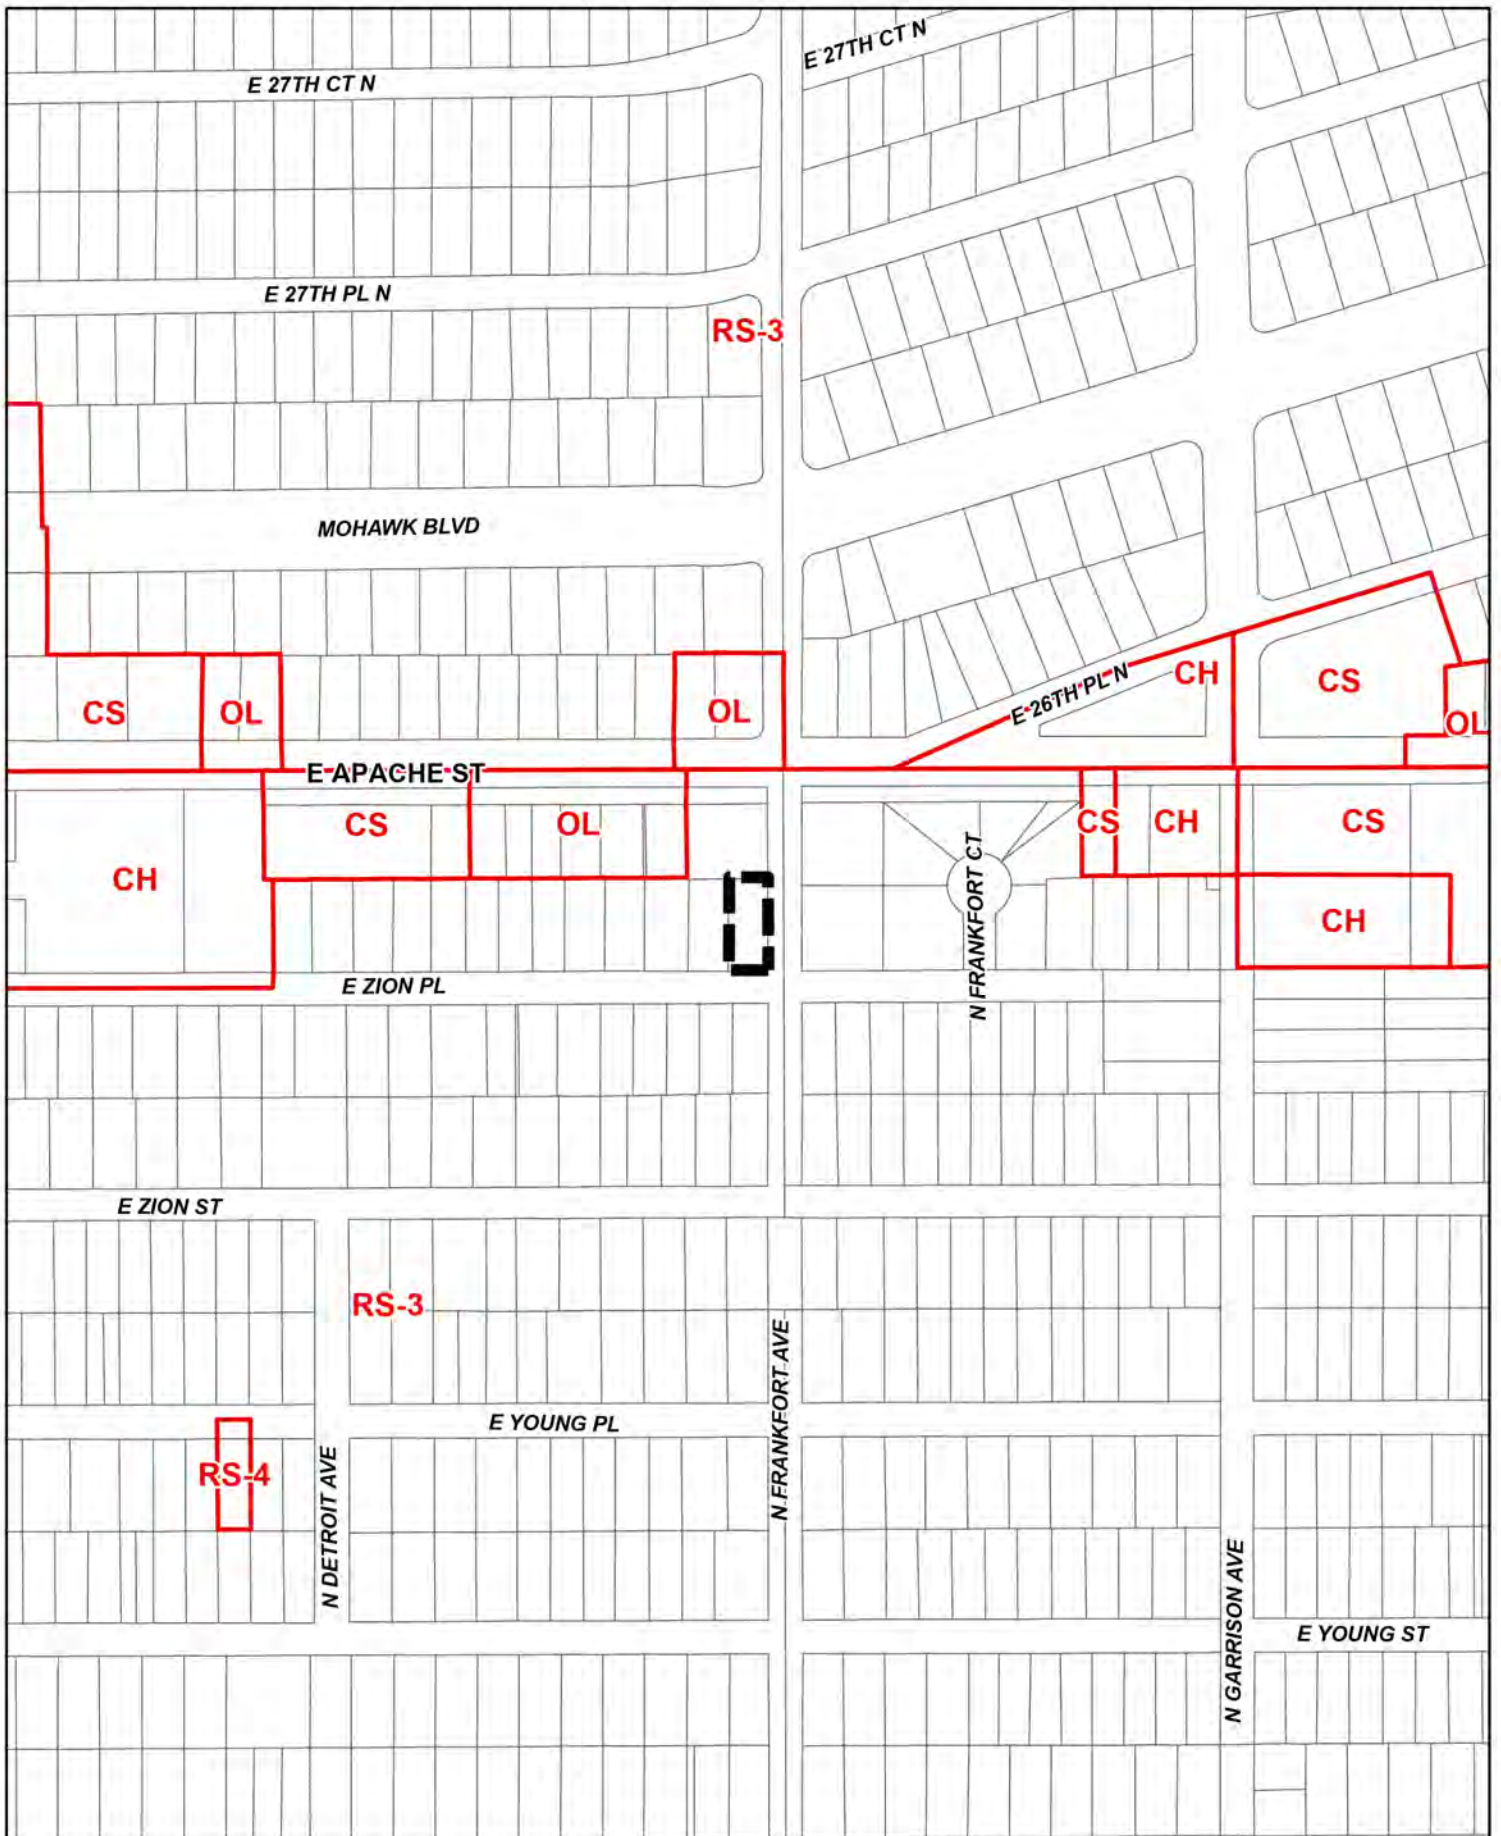 E 27TH CT N
E 27TH CT N
E 27TH PL N
RS-3
MOHAWK BLVD
E 26TH PL N
CH
CS
CS
OL
OL
OL
E APACHE ST
CS
OL
CS
CH
CS
CH
CH
N FRANKFORT CT
E ZION PL
E ZION ST
RS-3
N FRANKFORT AVE
E YOUNG PL
RS-4
N DETROIT AVE
N GARRISON AVE
E YOUNG ST